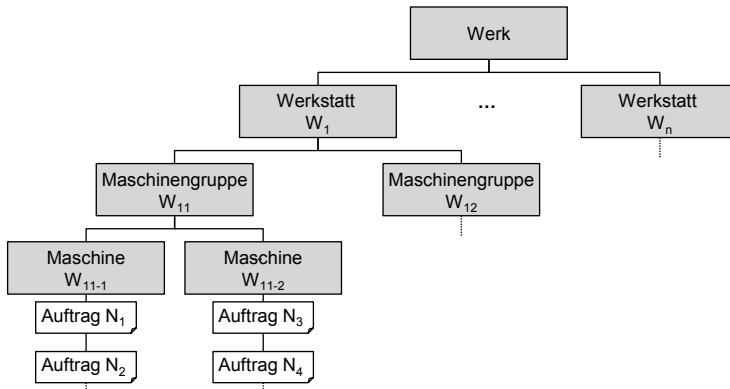 Werk
Werkstatt
W1
...
Werkstatt
Wn
Maschinengruppe
W11
Maschinengruppe
W12
Maschine
W11-1
Maschine
W11-2
Auftrag N1
Auftrag N3
Auftrag N2
Auftrag N4